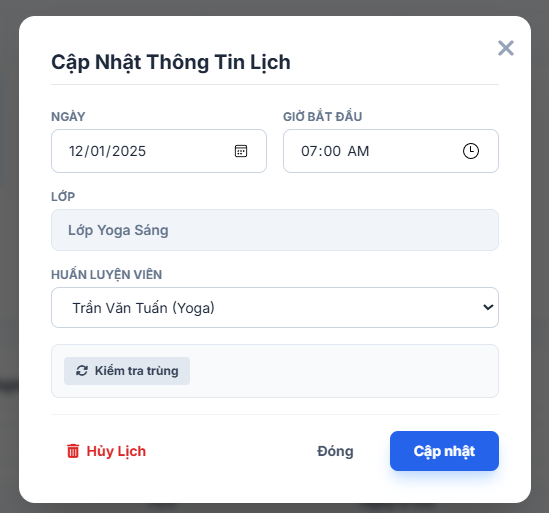 Cập Nhật Thông Tin Lịch
NGÀY
GIỜ BẮT ĐẦU
12/01/2025
07:00 AM
LỚP
Lớp Yoga Sáng
HUẤN LUYỆN VIÊN
Trần Văn Tuấn (Yoga)
Kiểm tra trùng
Hủy Lịch
Đóng
Cập nhật